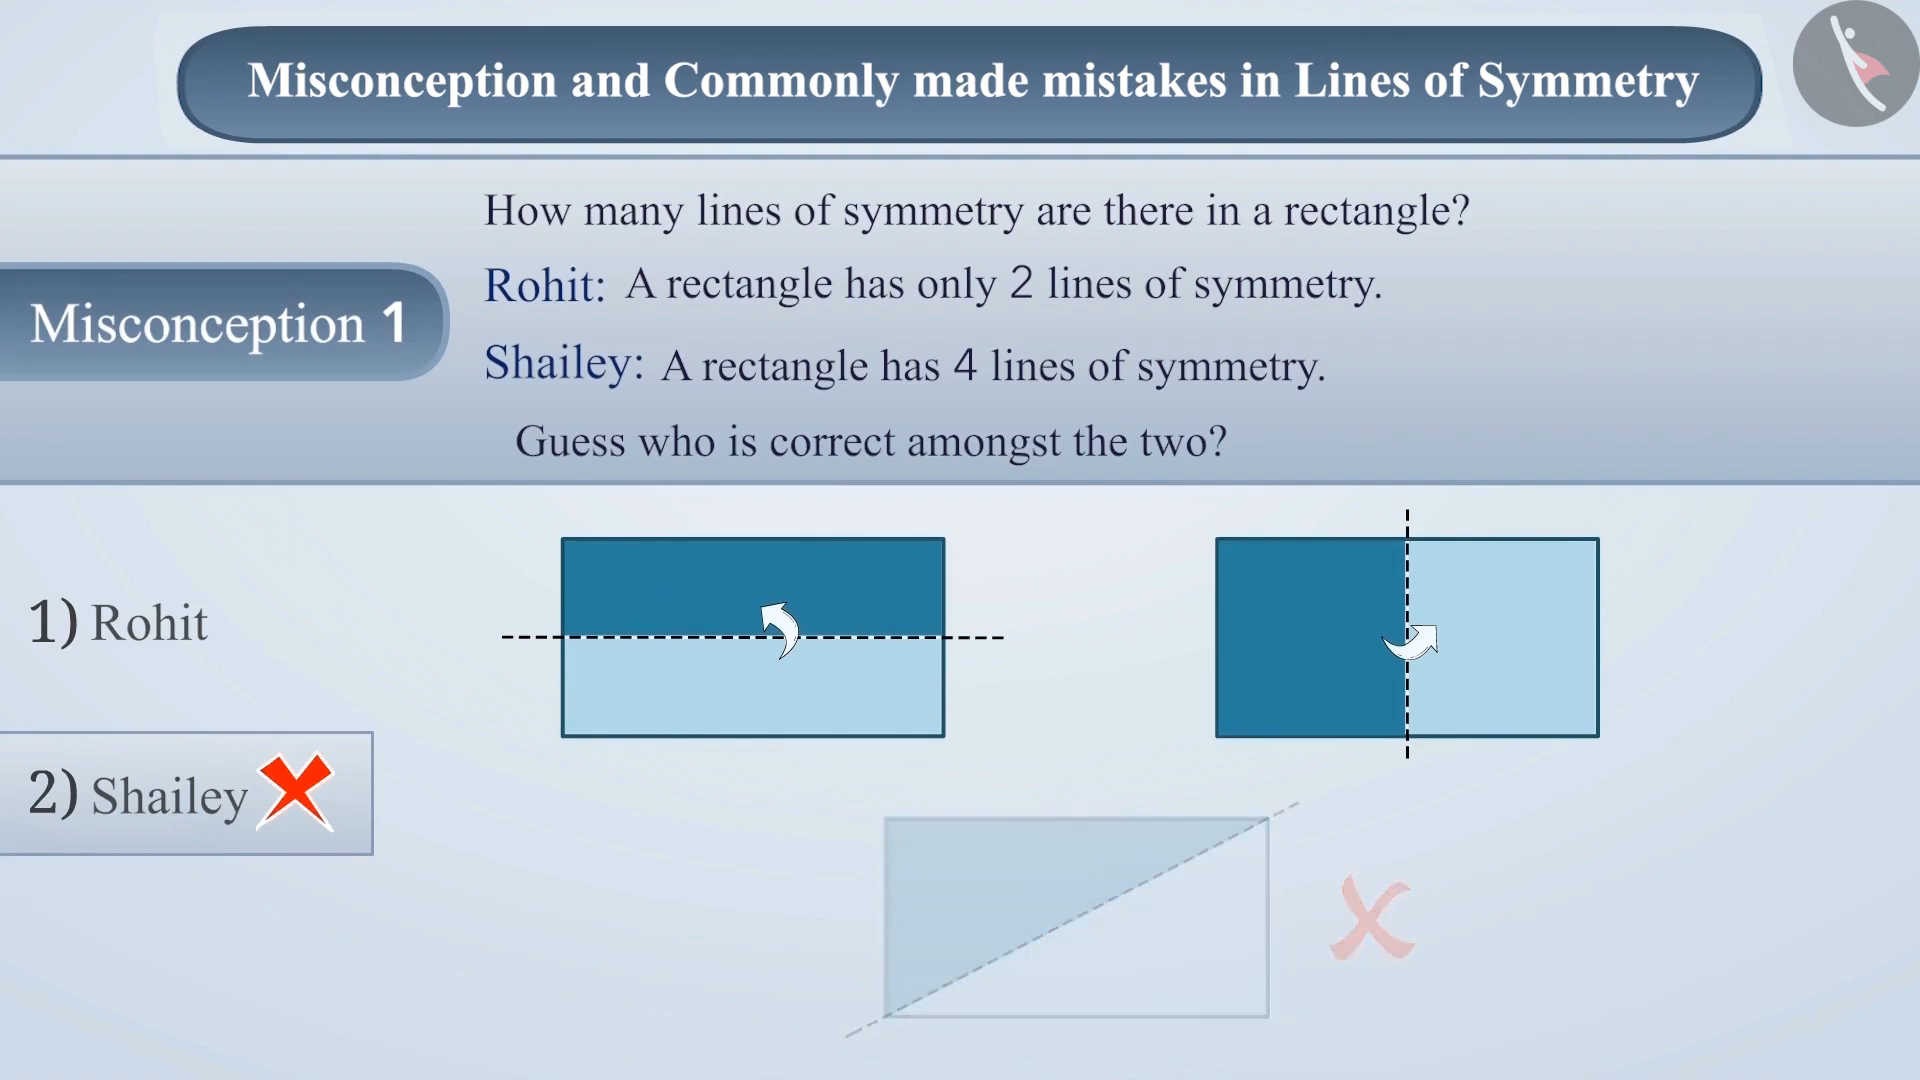 Misconception and Commonly made mistakes in Lines of Symmetry
How many lines of symmetry are there in a rectangle?
Misconception 1
Rohit: A rectangle has only 2 lines of symmetry.
Shailey: A rectangle has 4 lines of symmetry.
Guess who is correct amongst the two?
1) Rohit
2) Shailey